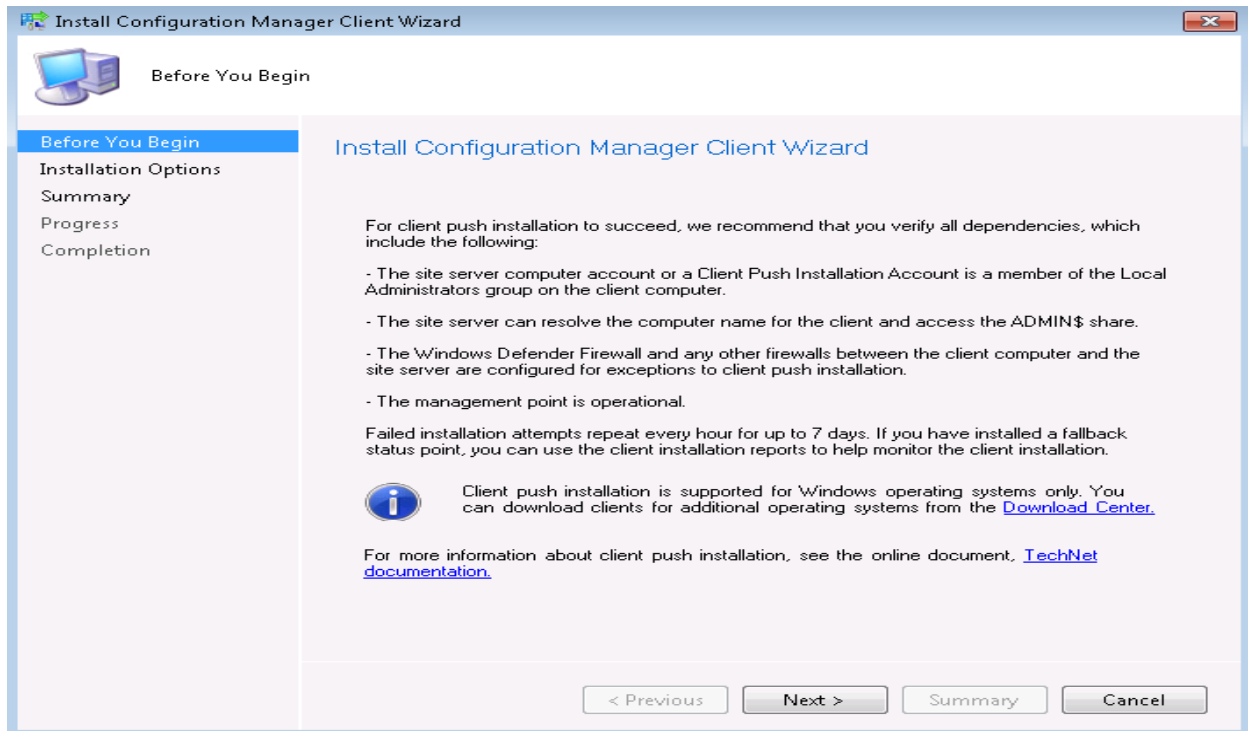 Install Configuration Manager Client Wizard
Before You Begin
Before You Begin
Installation Options
Summary
Progress
Completion
Install Configuration Manager Client Wizard
For client push installation to succeed, we recommend that you verify all dependencies, which
include the following:
- The site server computer account or a Client Push Installation Account is a member of the Local
Administrators group on the client computer.
- The site server can resolve the computer name for the client and access the ADMIN$ share.
- The Windows Defender Firewall and any other firewalls between the client computer and the
site server are configured for exceptions to client push installation.
- The management point is operational.
Failed installation attempts repeat every hour for up to 7 days. If you have installed a fallback
status point, you can use the client installation reports to help monitor the client installation.
Client push installation is supported for Windows operating systems only. You
can download clients for additional operating systems from the Download Center.
For more information about client push installation, see the online document, TechNet
documentation.
< Previous
Next >
Summary
Cancel